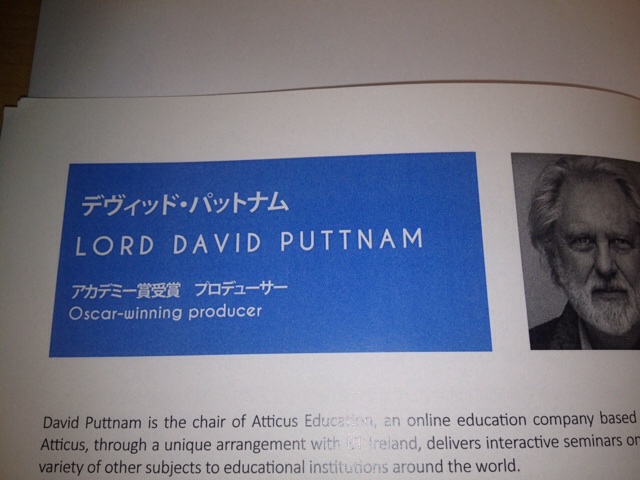 デヴィッド・パットナム
LORD DAVID PUTTNAM
アカデミー賞受賞 プロデューサー
Oscar-winning producer
David Puttnam is the chair of Atticus Education, an online education company based
Atticus, through a unique arrangement with Ireland, delivers interactive seminars on
variety of other subjects to educational institutions around the world.